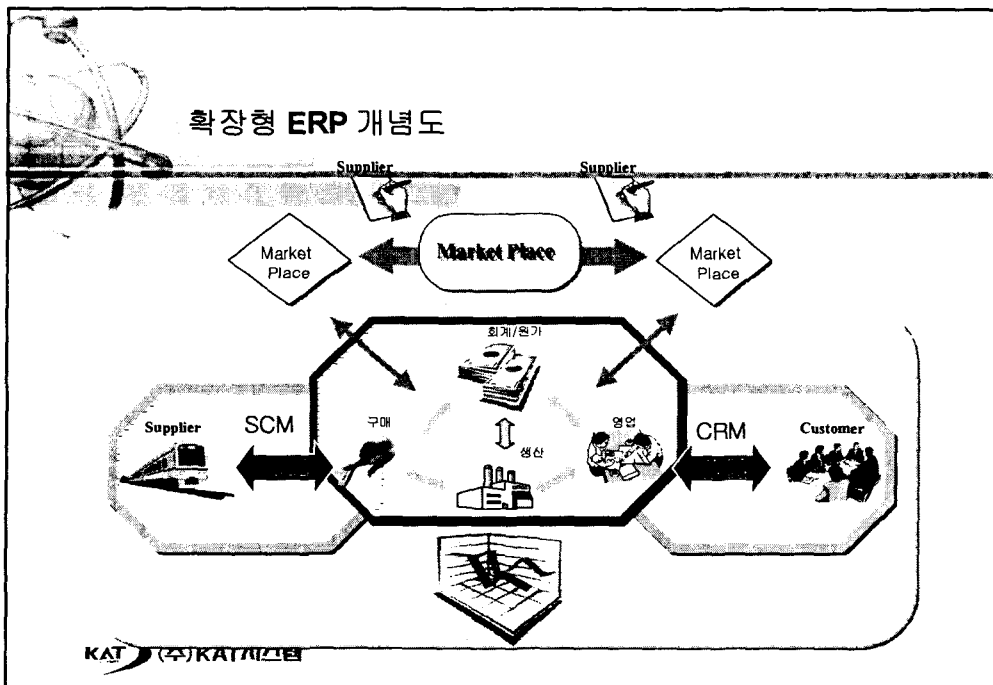 확장형 ERP 개념도
Supplier
Supplier
Market
Place
Market Place
Market
Place
회계/원가
Supplier
SCM
구매
생산
영업
CRM
Customer
KAT (주)KAT시스템